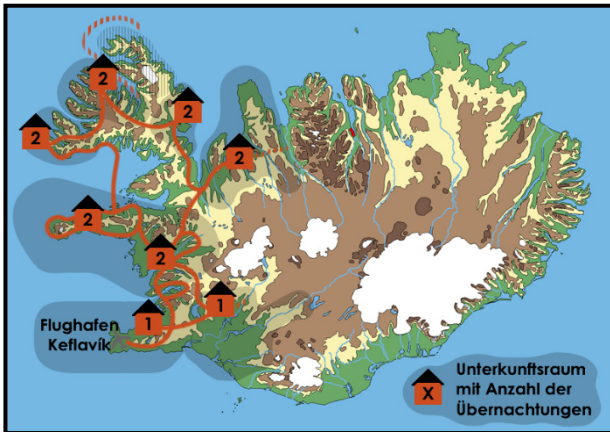 2
2
2
2
2
2
1
1
Flughafen
Keflavík
X
Unterkunftsraum
mit Anzahl der
Übernachtungen